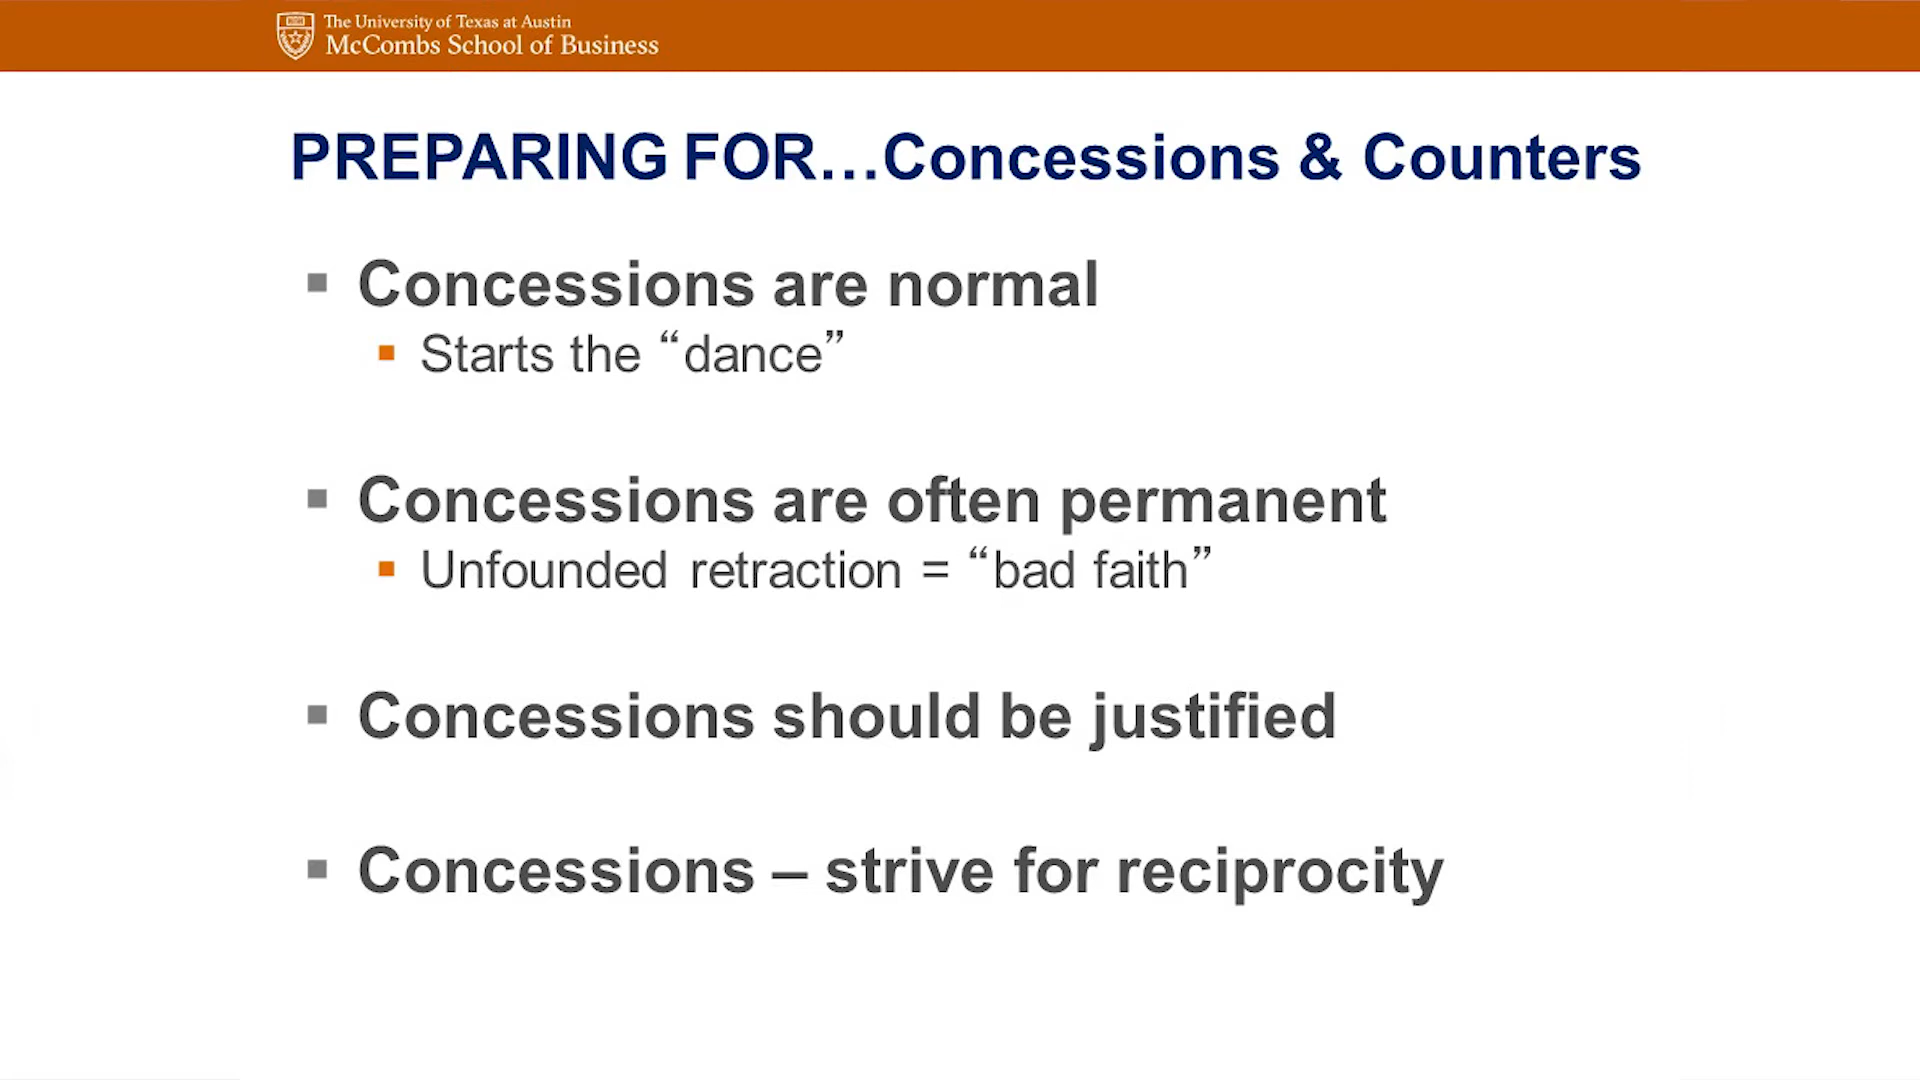 The University of Texas at Austin
McCombs School of Business
PREPARING FOR…Concessions & Counters
Concessions are normal
Starts the “dance”
Concessions are often permanent
Unfounded retraction = “bad faith”
Concessions should be justified
Concessions – strive for reciprocity